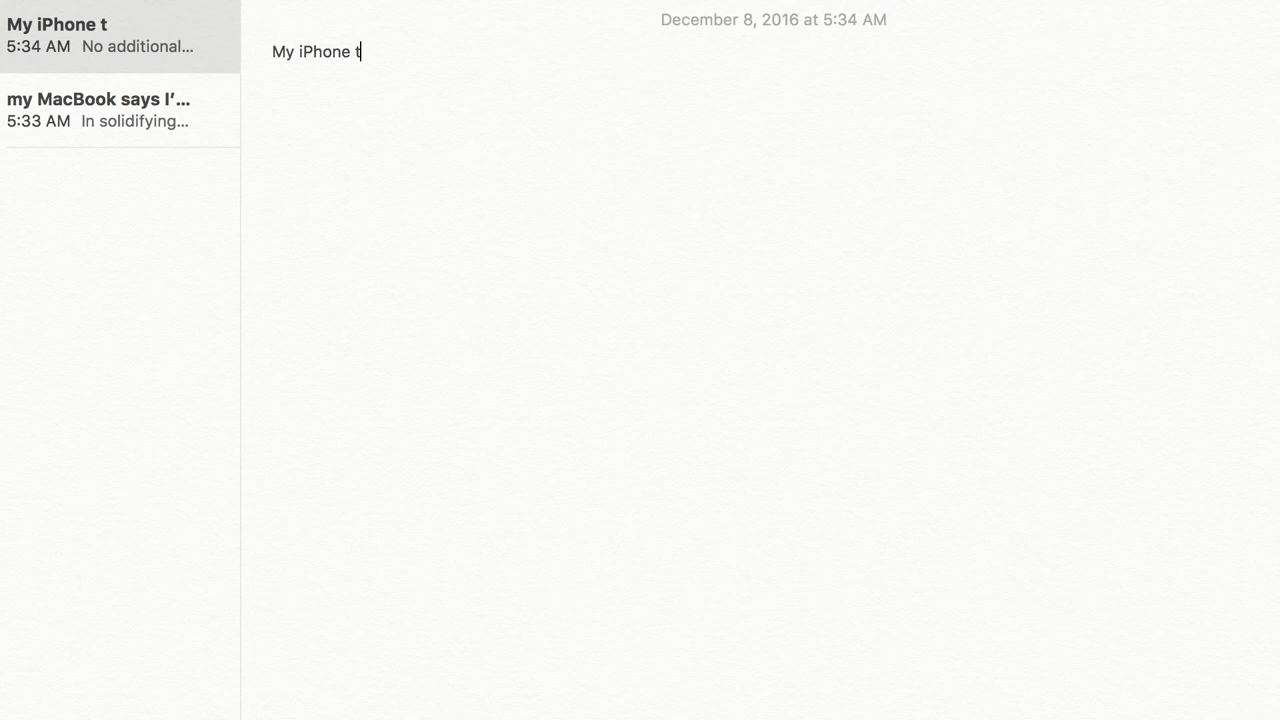 My iPhone t
5:34 AM No additional...
my MacBook says I’...
5:33 AM In solidifying...
December 8, 2016 at 5:34 AM
My iPhone t